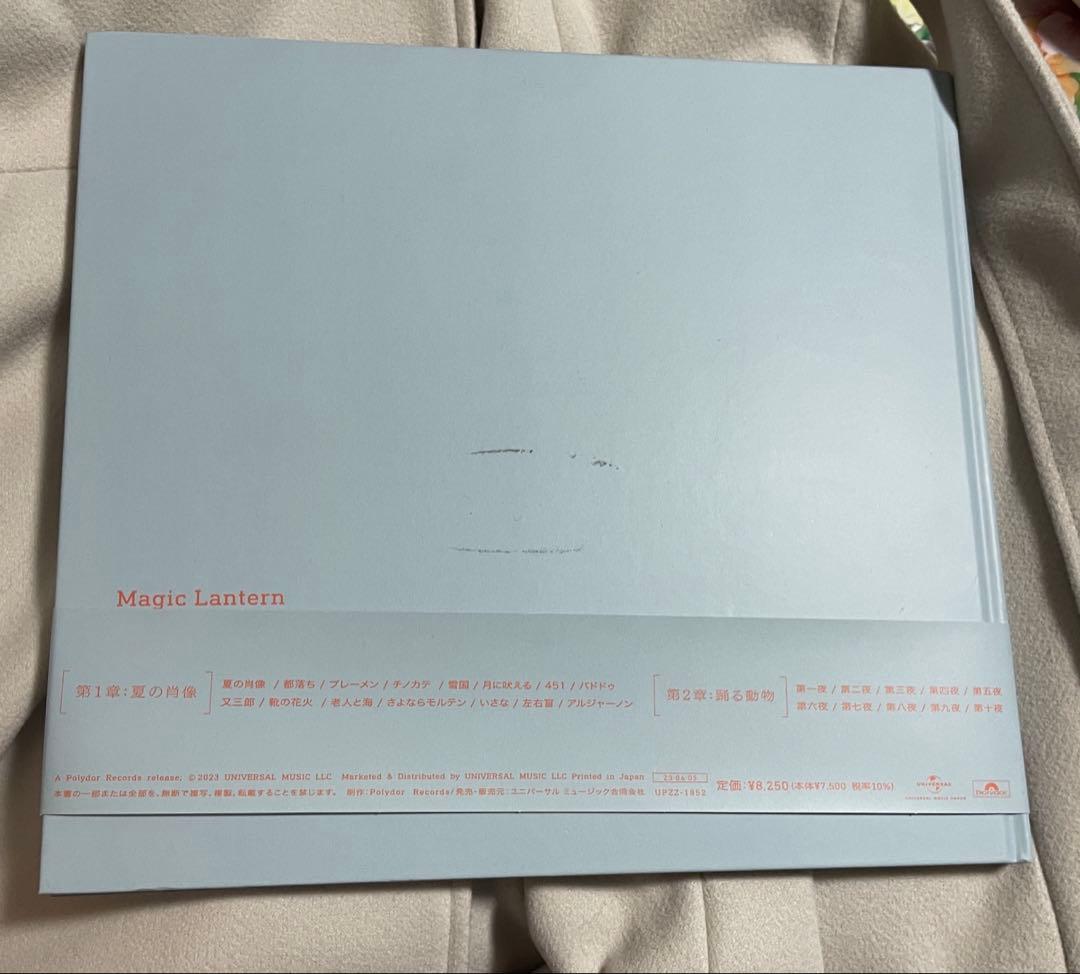 Magic Lantern
第1章:夏の肖像
夏の肖像 / 都落ち / ブレーメン / チノカテ / 雪国 / 月に吠える / 451 / パドドゥ
又三郎 / 靴の花火 / 老人と海 / さよならモルテン / いさな / 左右盲 / アルジャーノン
第2章:踊る動物
第一夜 / 第二夜 / 第三夜 / 第四夜 / 第五夜
第六夜 / 第七夜 / 第八夜 / 第九夜 / 第十夜
A Polydor Records release; ©2023 UNIVERSAL MUSIC LLC Marketed & Distributed by UNIVERSAL MUSIC LLC Printed in Japan
本書の一部または全部を、無断で複写、複製、転載することを禁じます。 制作:Polydor Records/発売・販売元:ユニバーサル ミュージック合同会社
23·04·05
UPZZ-1852
定価:¥8,250(本体¥7,500 税率10%)
UNIVERSAL
UNIVERSAL MUSIC JAPAN
polydor